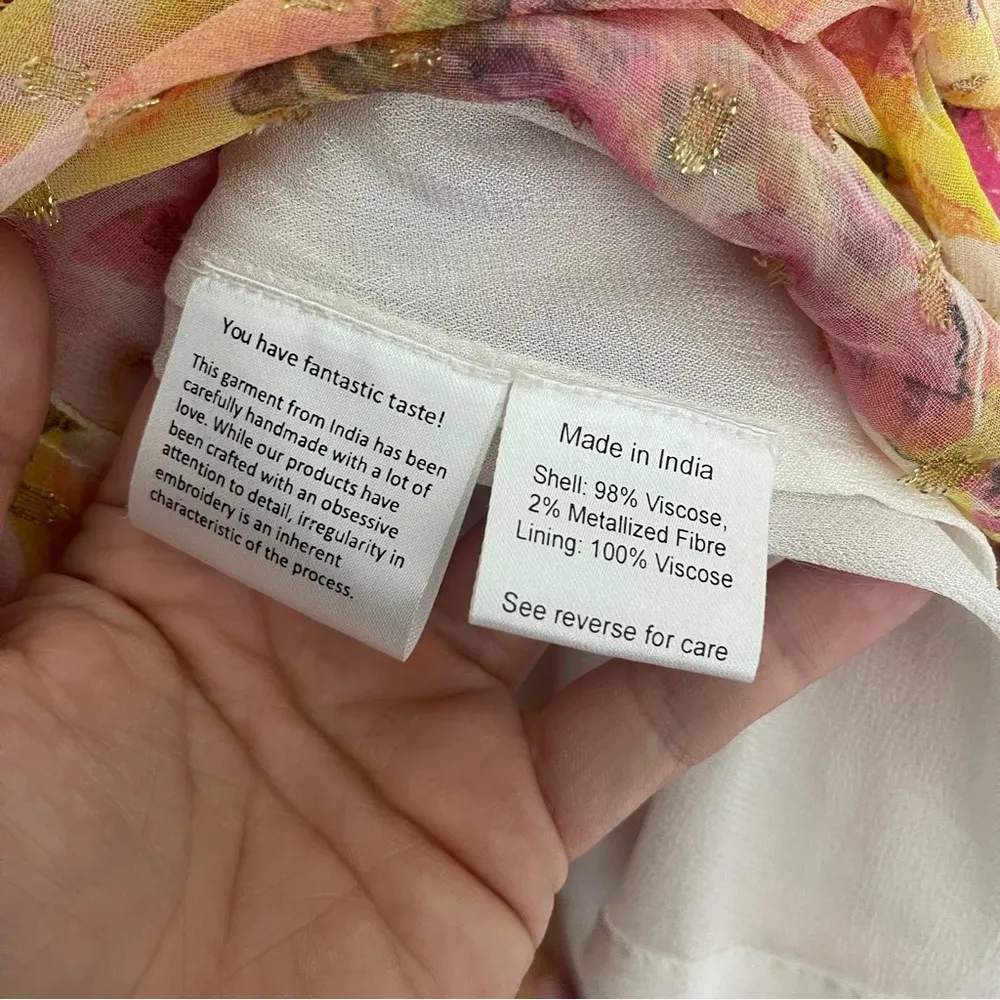 You have fantastic taste!
This garment from India has been
carefully handmade with a lot of
love. While our products have
been crafted with an obsessive
attention to detail, irregularity in
embroidery is an inherent
characteristic of the process.
Made in India
Shell: 98% Viscose,
2% Metallized Fibre
Lining: 100% Viscose
See reverse for care